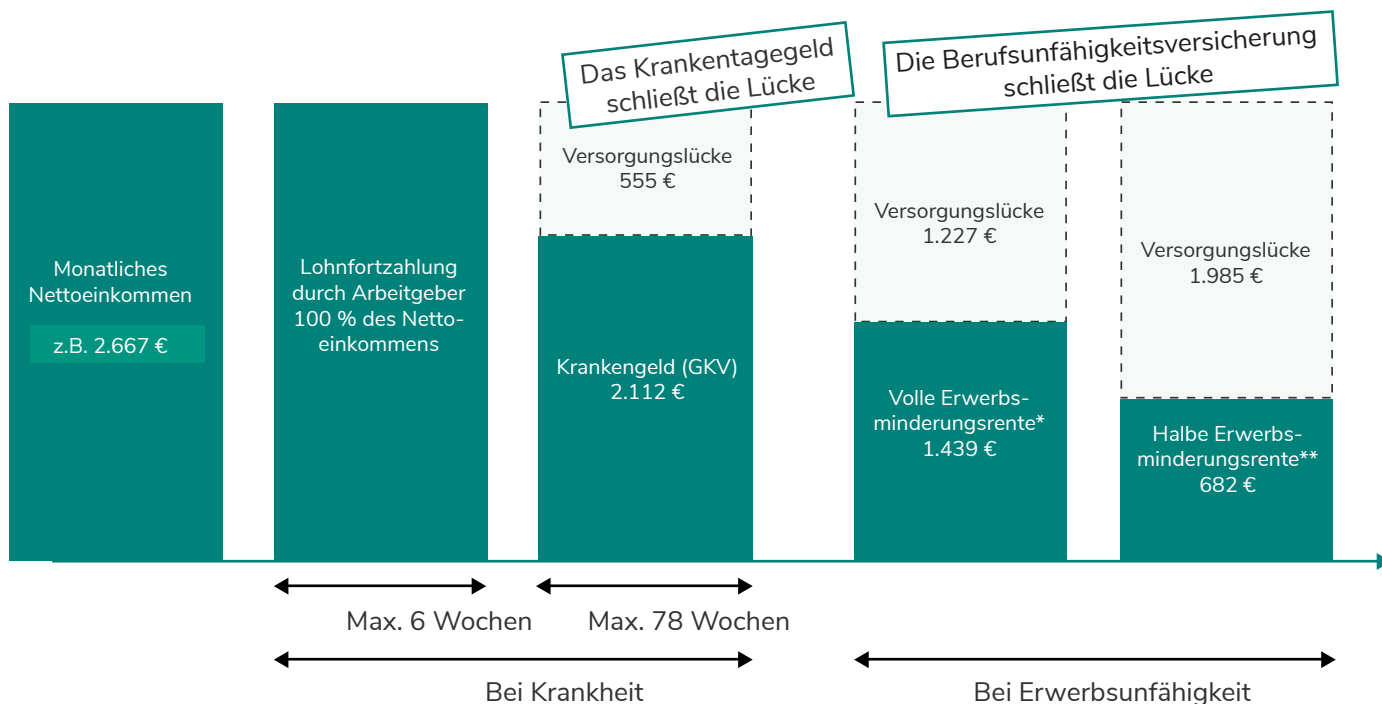 Das Krankentagegeld
schließt die Lücke
Die Berufsunfähigkeitsversicherung
schließt die Lücke
Monatliches
Nettoeinkommen
z.B. 2.667 €
Lohnfortzahlung
durch Arbeitgeber
100 % des Netto-
einkommens
Versorgungslücke
555 €
Krankengeld (GKV)
2.112 €
Versorgungslücke
1.227 €
Volle Erwerbs-
minderungsrente*
1.439 €
Versorgungslücke
1.985 €
Halbe Erwerbs-
minderungsrente**
682 €
Max. 6 Wochen
Max. 78 Wochen
Bei Krankheit
Bei Erwerbsunfähigkeit